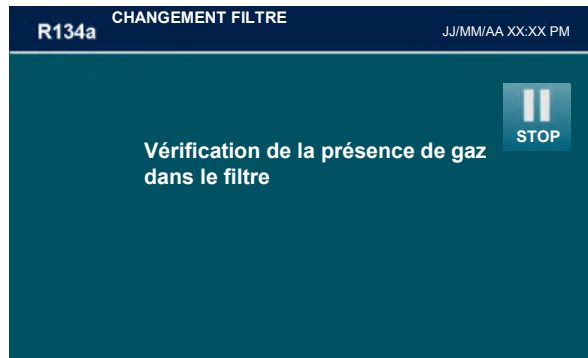 R134a
CHANGEMENT FILTRE
JJ/MM/AA XX:XX PM
STOP
Vérification de la présence de gaz
dans le filtre